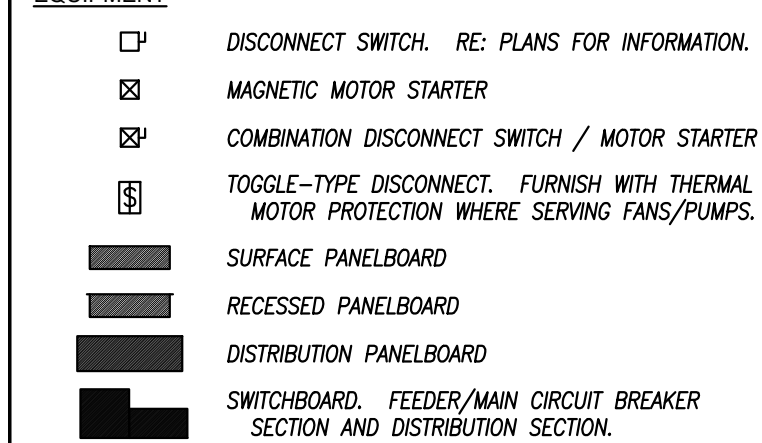 EQUIPMENT
DISCONNECT SWITCH. RE: PLANS FOR INFORMATION.
MAGNETIC MOTOR STARTER
COMBINATION DISCONNECT SWITCH / MOTOR STARTER
$ TOGGLE-TYPE DISCONNECT. FURNISH WITH THERMAL
MOTOR PROTECTION WHERE SERVING FANS/PUMPS.
SURFACE PANELBOARD
RECESSED PANELBOARD
DISTRIBUTION PANELBOARD
SWITCHBOARD. FEEDER/MAIN CIRCUIT BREAKER
SECTION AND DISTRIBUTION SECTION.